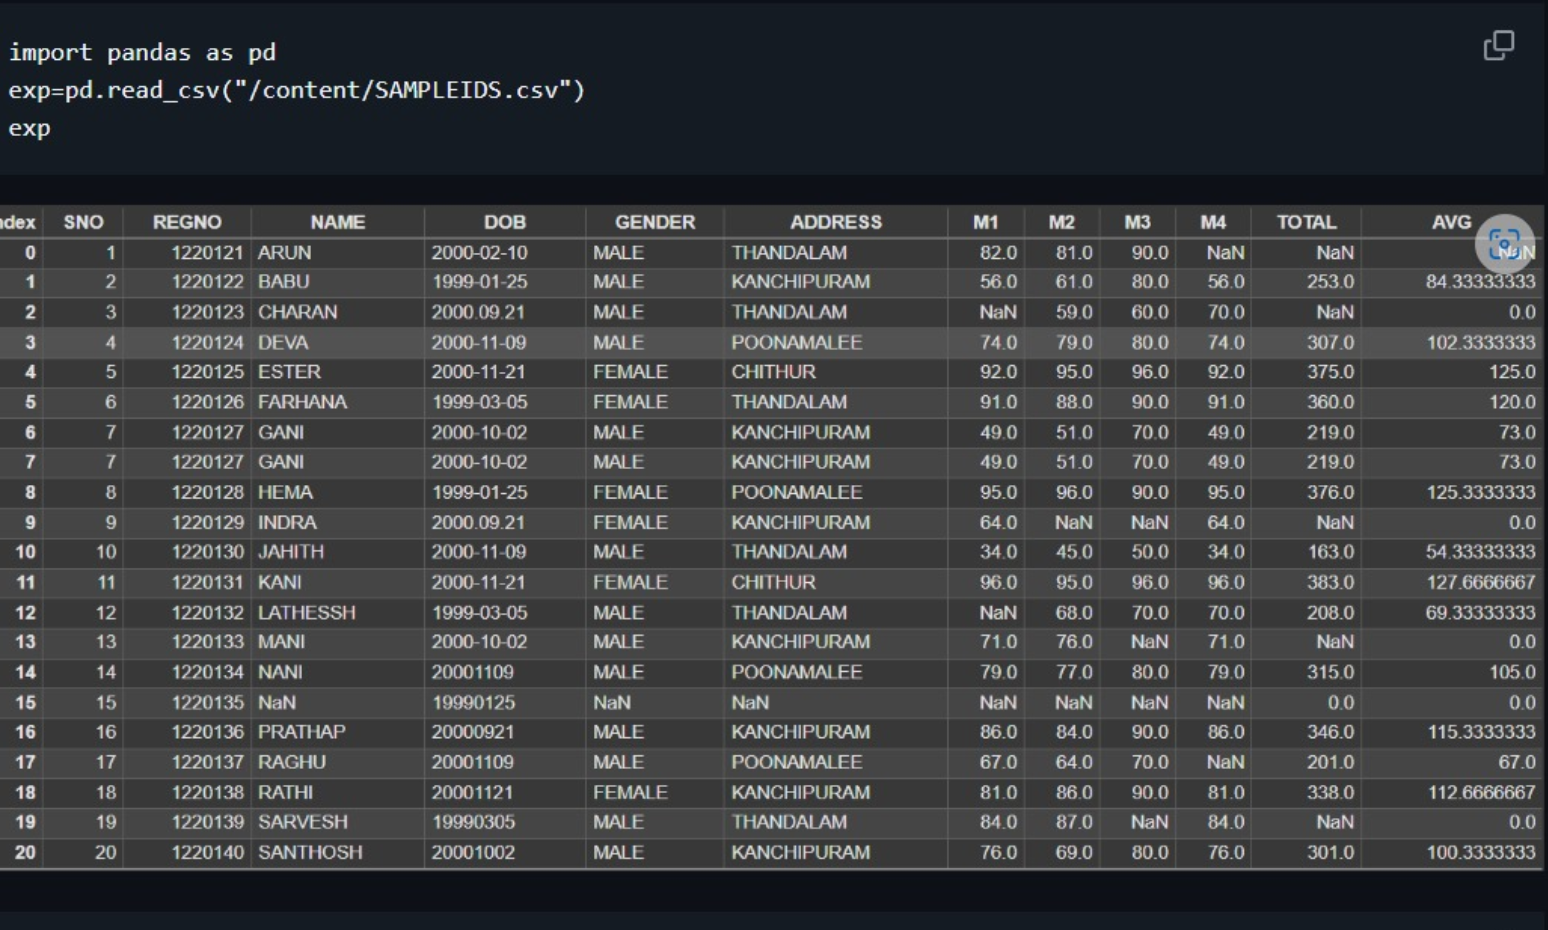 import pandas as pd
exp=pd.read_csv("/content/SAMPLEIDS.csv")
exp
ndex SNO REGNO NAME DOB GENDER ADDRESS M1 M2 M3 M4 TOTAL AVG
0 1 1220121 ARUN 2000-02-10 MALE THANDALAM 82.0 81.0 90.0 NaN NaN NaN
1 2 1220122 BABU 1999-01-25 MALE KANCHIPURAM 56.0 61.0 80.0 56.0 253.0 84.33333333
2 3 1220123 CHARAN 2000.09.21 MALE THANDALAM NaN 59.0 60.0 70.0 NaN 0.0
3 4 1220124 DEVA 2000-11-09 MALE POONAMALEE 74.0 79.0 80.0 74.0 307.0 102.3333333
4 5 1220125 ESTER 2000-11-21 FEMALE CHITHUR 92.0 95.0 96.0 92.0 375.0 125.0
5 6 1220126 FARHANA 1999-03-05 FEMALE THANDALAM 91.0 88.0 90.0 91.0 360.0 120.0
6 7 1220127 GANI 2000-10-02 MALE KANCHIPURAM 49.0 51.0 70.0 49.0 219.0 73.0
7 7 1220127 GANI 2000-10-02 MALE KANCHIPURAM 49.0 51.0 70.0 49.0 219.0 73.0
8 8 1220128 HEMA 1999-01-25 FEMALE POONAMALEE 95.0 96.0 90.0 95.0 376.0 125.3333333
9 9 1220129 INDRA 2000.09.21 FEMALE KANCHIPURAM 64.0 NaN NaN 64.0 NaN 0.0
10 10 1220130 JAHITH 2000-11-09 MALE THANDALAM 34.0 45.0 50.0 34.0 163.0 54.33333333
11 11 1220131 KANI 2000-11-21 FEMALE CHITHUR 96.0 95.0 96.0 96.0 383.0 127.6666667
12 12 1220132 LATHESSH 1999-03-05 MALE THANDALAM NaN 68.0 70.0 70.0 208.0 69.33333333
13 13 1220133 MANI 2000-10-02 MALE KANCHIPURAM 71.0 76.0 NaN 71.0 NaN 0.0
14 14 1220134 NANI 20001109 MALE POONAMALEE 79.0 77.0 80.0 79.0 315.0 105.0
15 15 1220135 NaN 19990125 NaN NaN NaN NaN NaN NaN 0.0 0.0
16 16 1220136 PRATHAP 20000921 MALE KANCHIPURAM 86.0 84.0 90.0 86.0 346.0 115.3333333
17 17 1220137 RAGHU 20001109 MALE POONAMALEE 67.0 64.0 70.0 NaN 201.0 67.0
18 18 1220138 RATHI 20001121 FEMALE KANCHIPURAM 81.0 86.0 90.0 81.0 338.0 112.6666667
19 19 1220139 SARVESH 19990305 MALE THANDALAM 84.0 87.0 NaN 84.0 NaN 0.0
20 20 1220140 SANTHOSH 20001002 MALE KANCHIPURAM 76.0 69.0 80.0 76.0 301.0 100.3333333